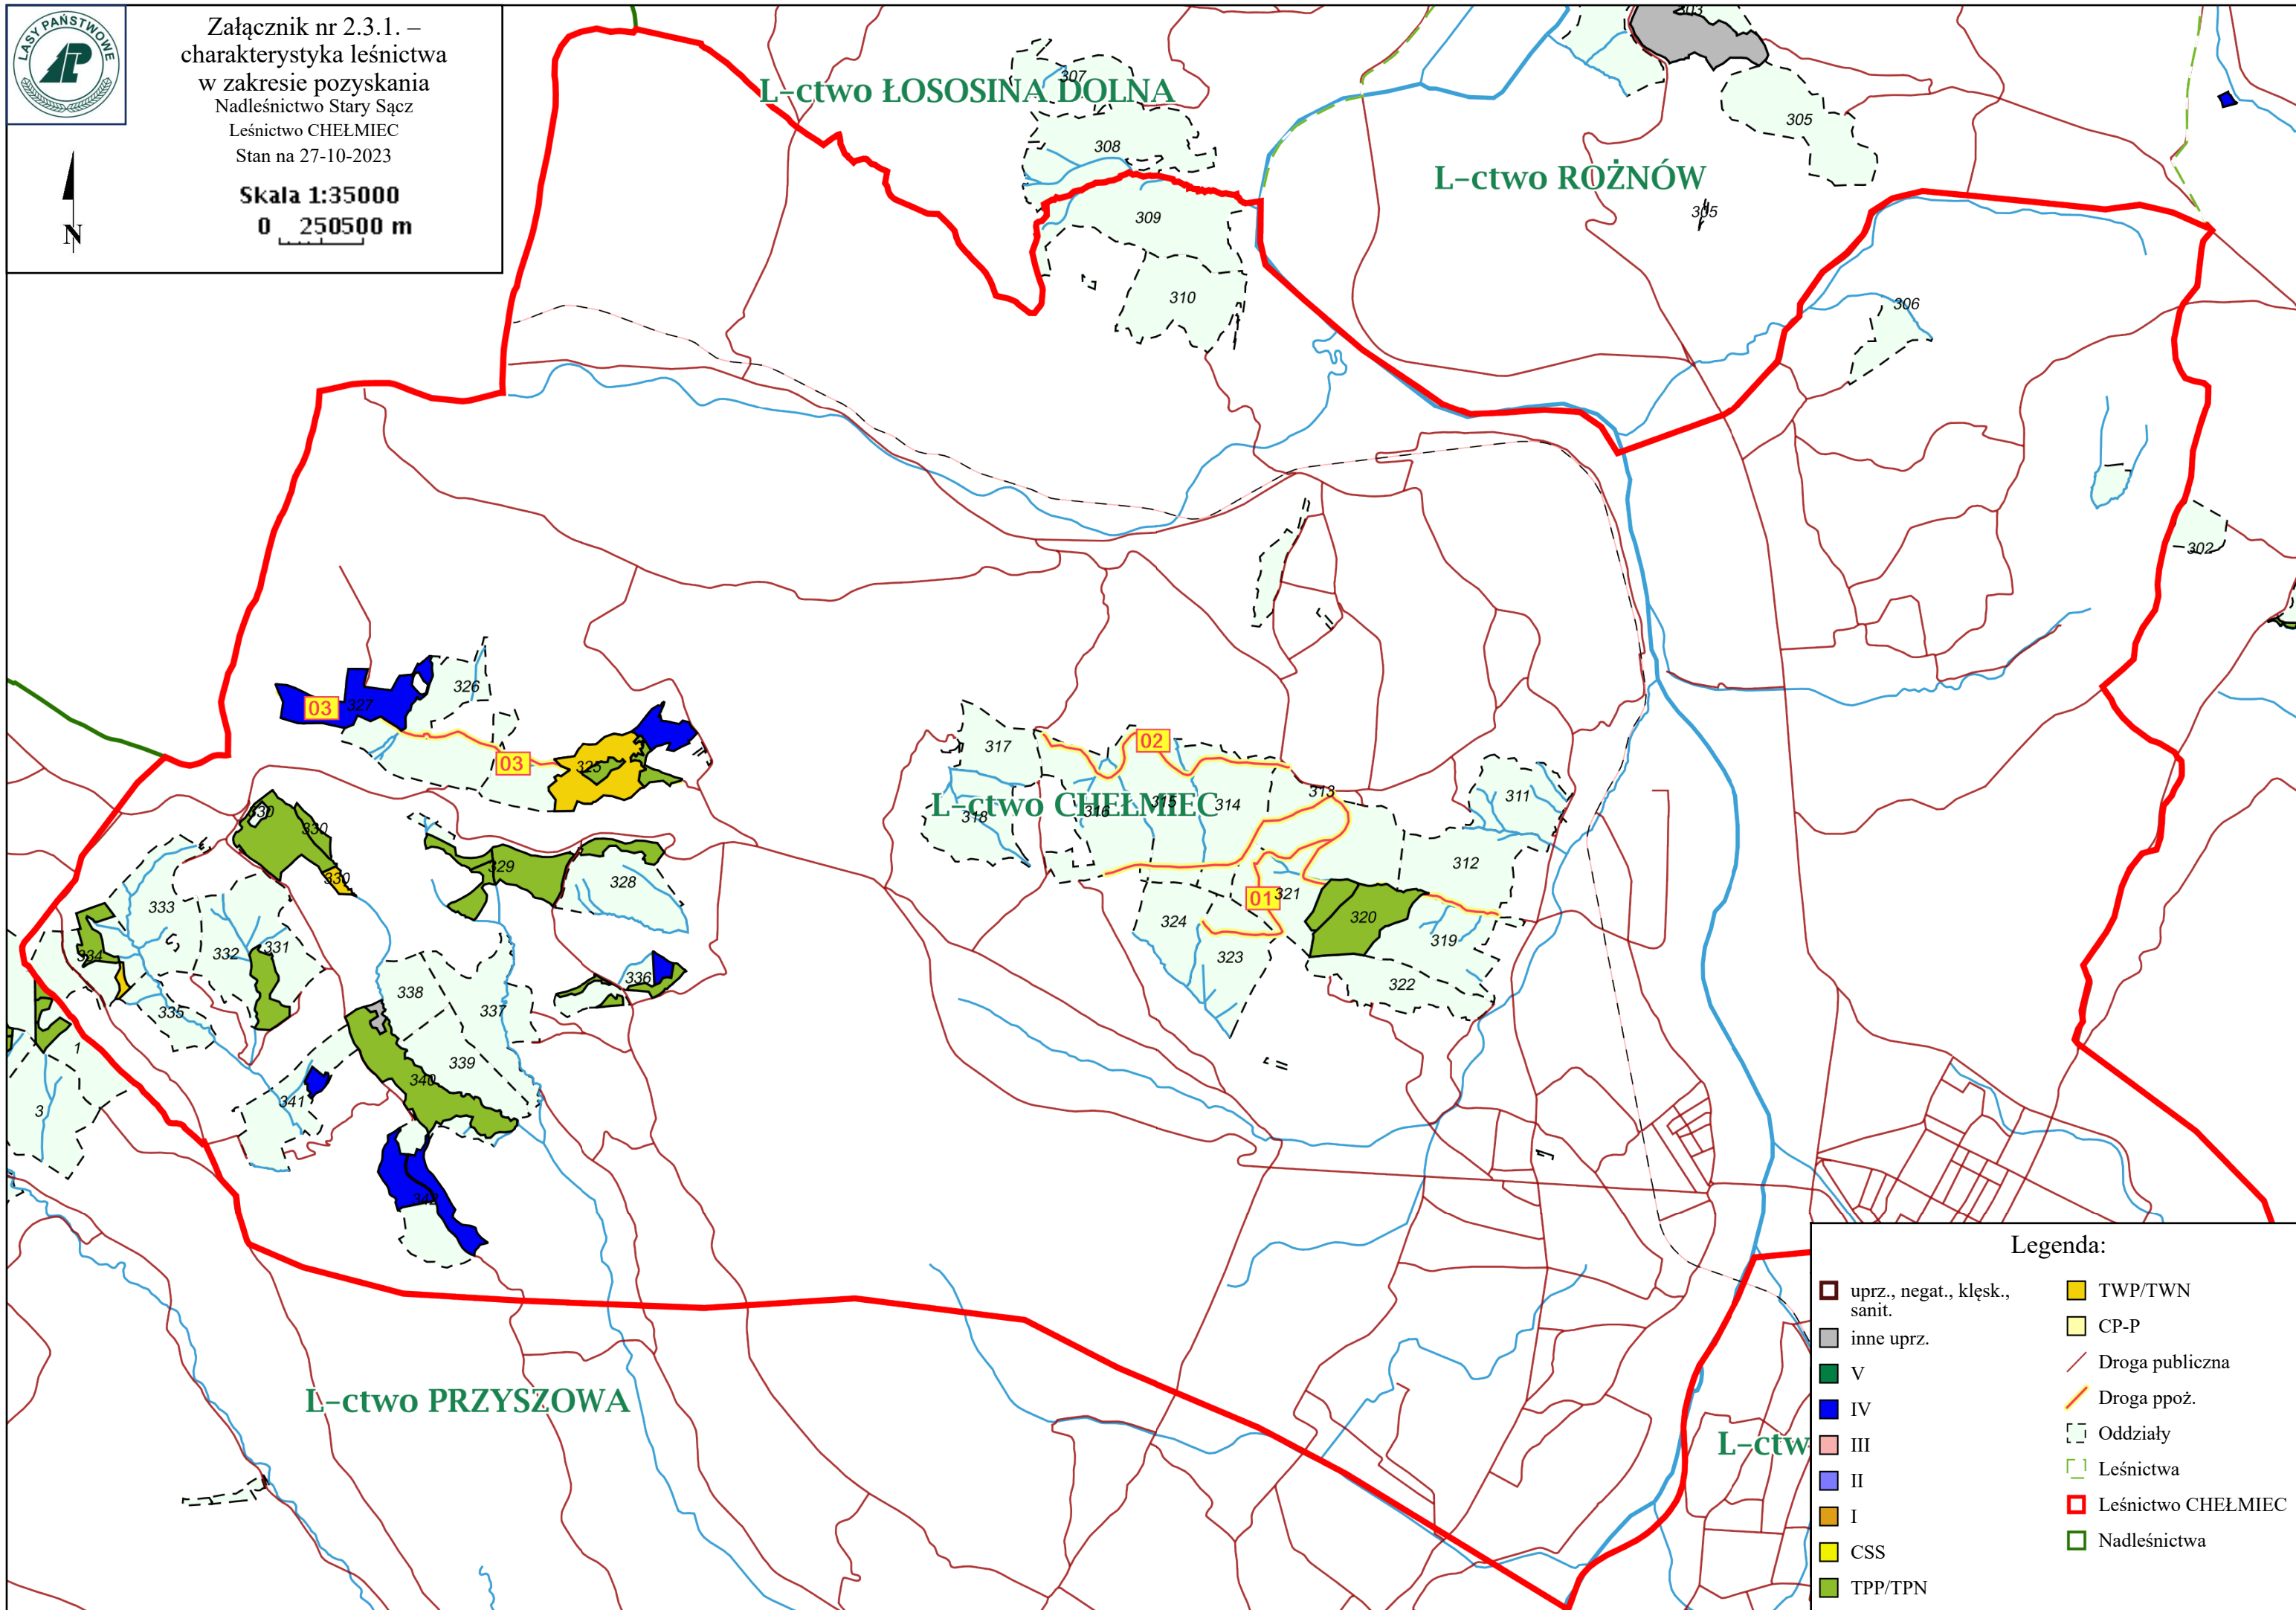 LASY PAŃSTWOWE
Załącznik nr 2.3.1. –
charakterystyka leśnictwa
w zakresie pozyskania
Nadleśnictwo Stary Sącz
Leśnictwo CHEŁMIEC
Stan na 27-10-2023
Skala 1:35000
0 250500 m
N
L-ctwo ŁOSOSINA DOLNA
L-ctwo ROŻNÓW
303
307
305
308
305
309
310
306
302
326
327
03
03
325
317
02
L-ctwo CHEŁMIEC
318
316
315
314
313
311
312
330
330
330
329
328
01
321
320
319
324
323
322
333
332
331
334
335
336
338
337
339
340
341
342
1
3
L-ctwo PRZYSZOWA
L-ctw
Legenda:
uprz., negat., klęsk.,
sanit.
inne uprz.
V
IV
III
II
I
CSS
TPP/TPN
TWP/TWN
CP-P
Droga publiczna
Droga ppoż.
Oddziały
Leśnictwa
Leśnictwo CHEŁMIEC
Nadleśnictwa